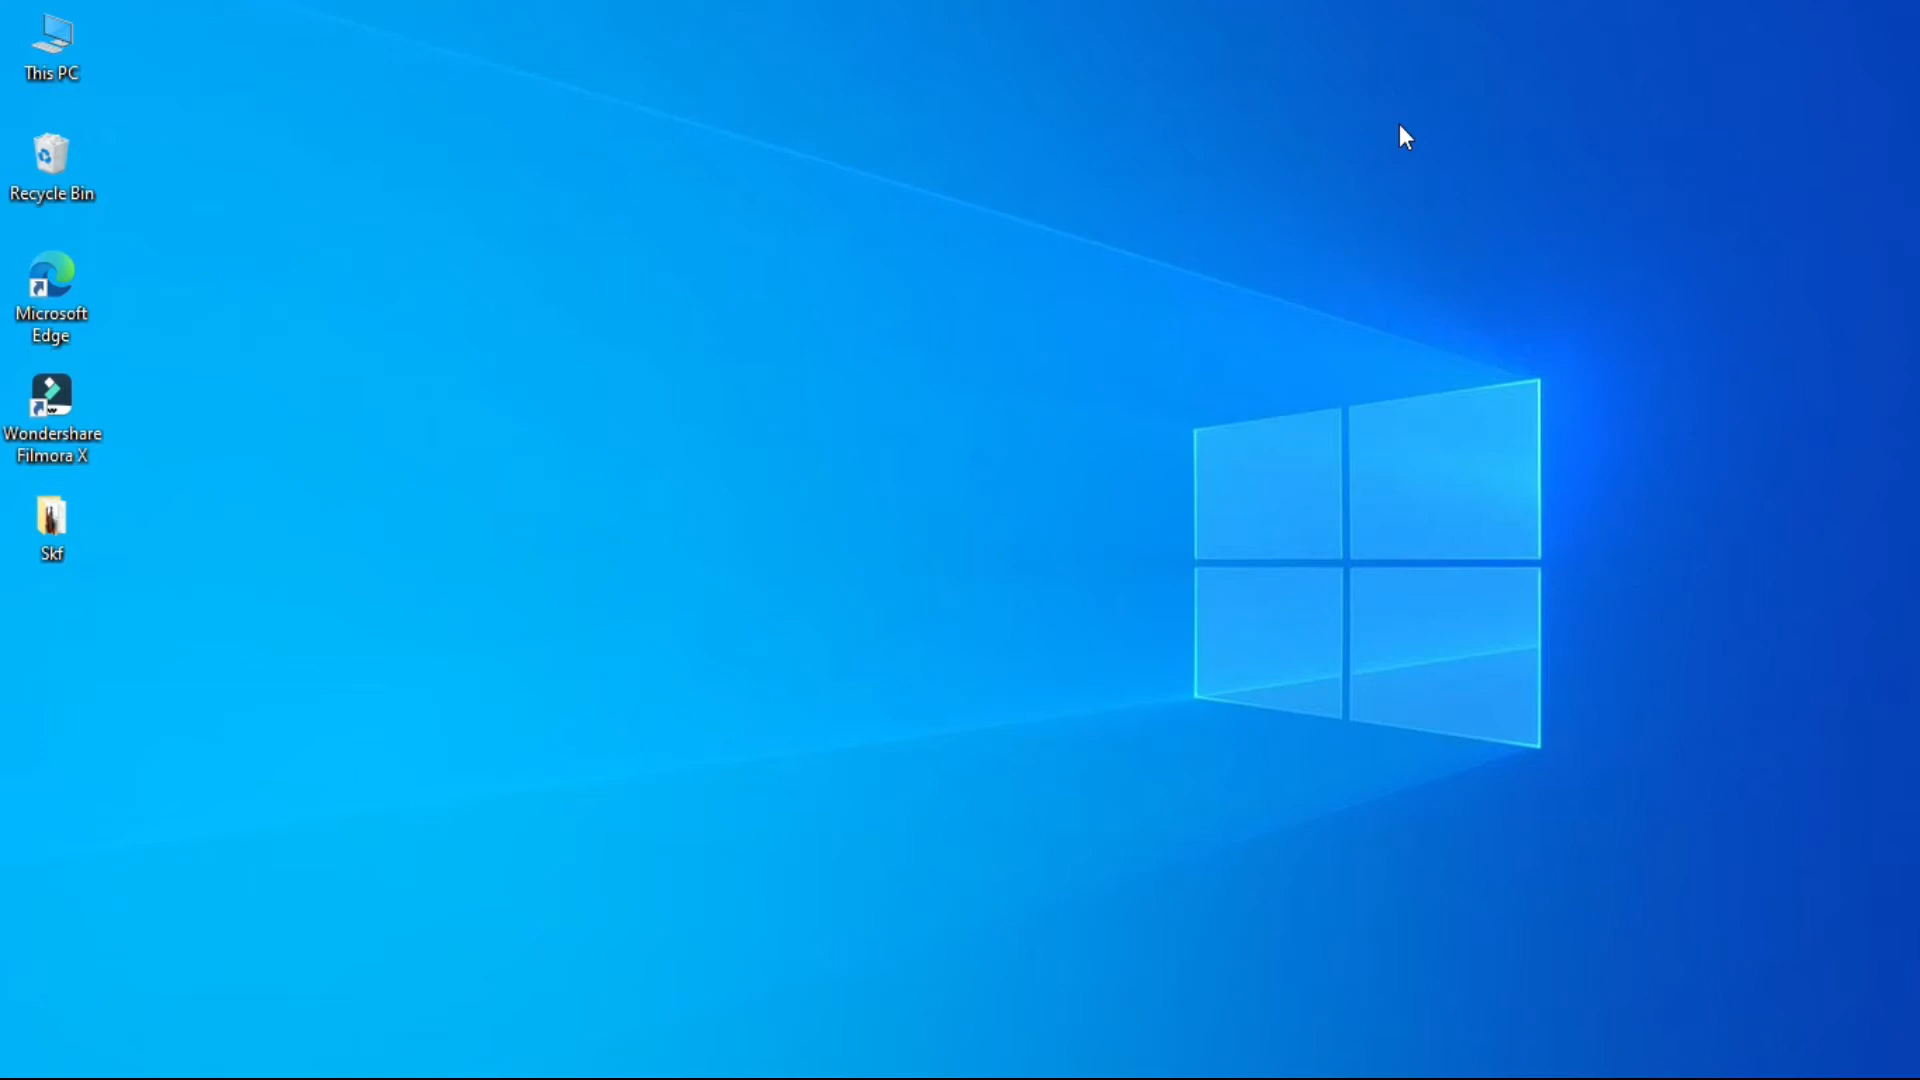 This PC
Recycle Bin
Microsoft
Edge
Wondershare
Filmora X
Skf